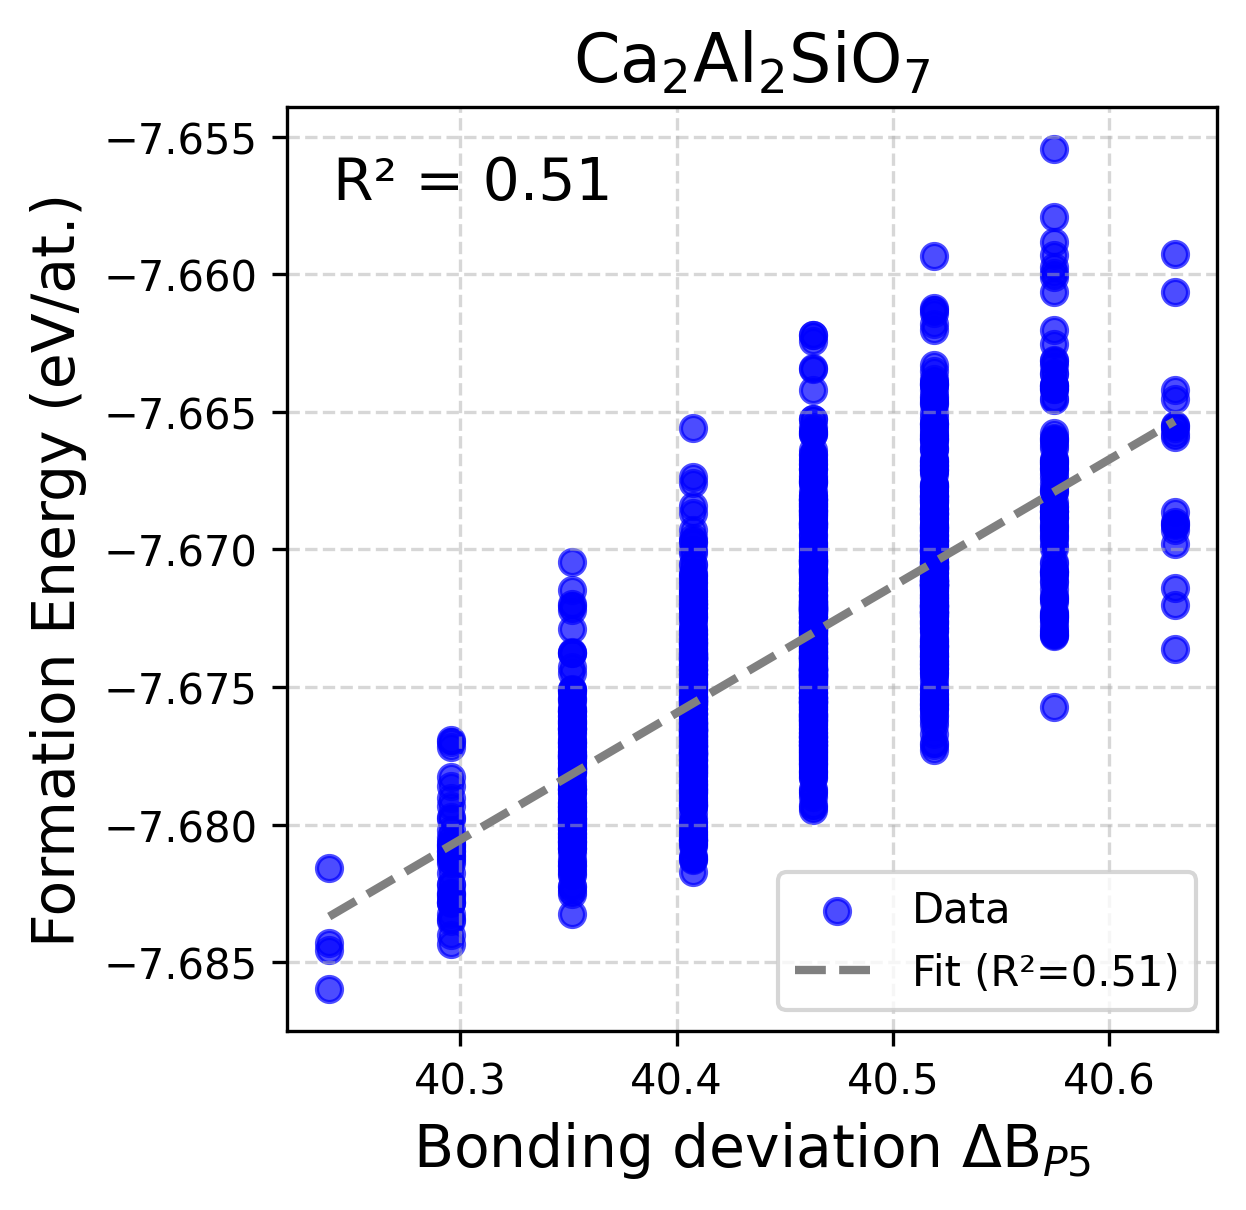 Ca₂Al₂SiO₇
R² = 0.51
−7.655
−7.660
−7.665
−7.670
−7.675
−7.680
−7.685
Formation Energy (eV/at.)
Data
Fit (R²=0.51)
40.3 40.4 40.5 40.6
Bonding deviation ΔB_P5